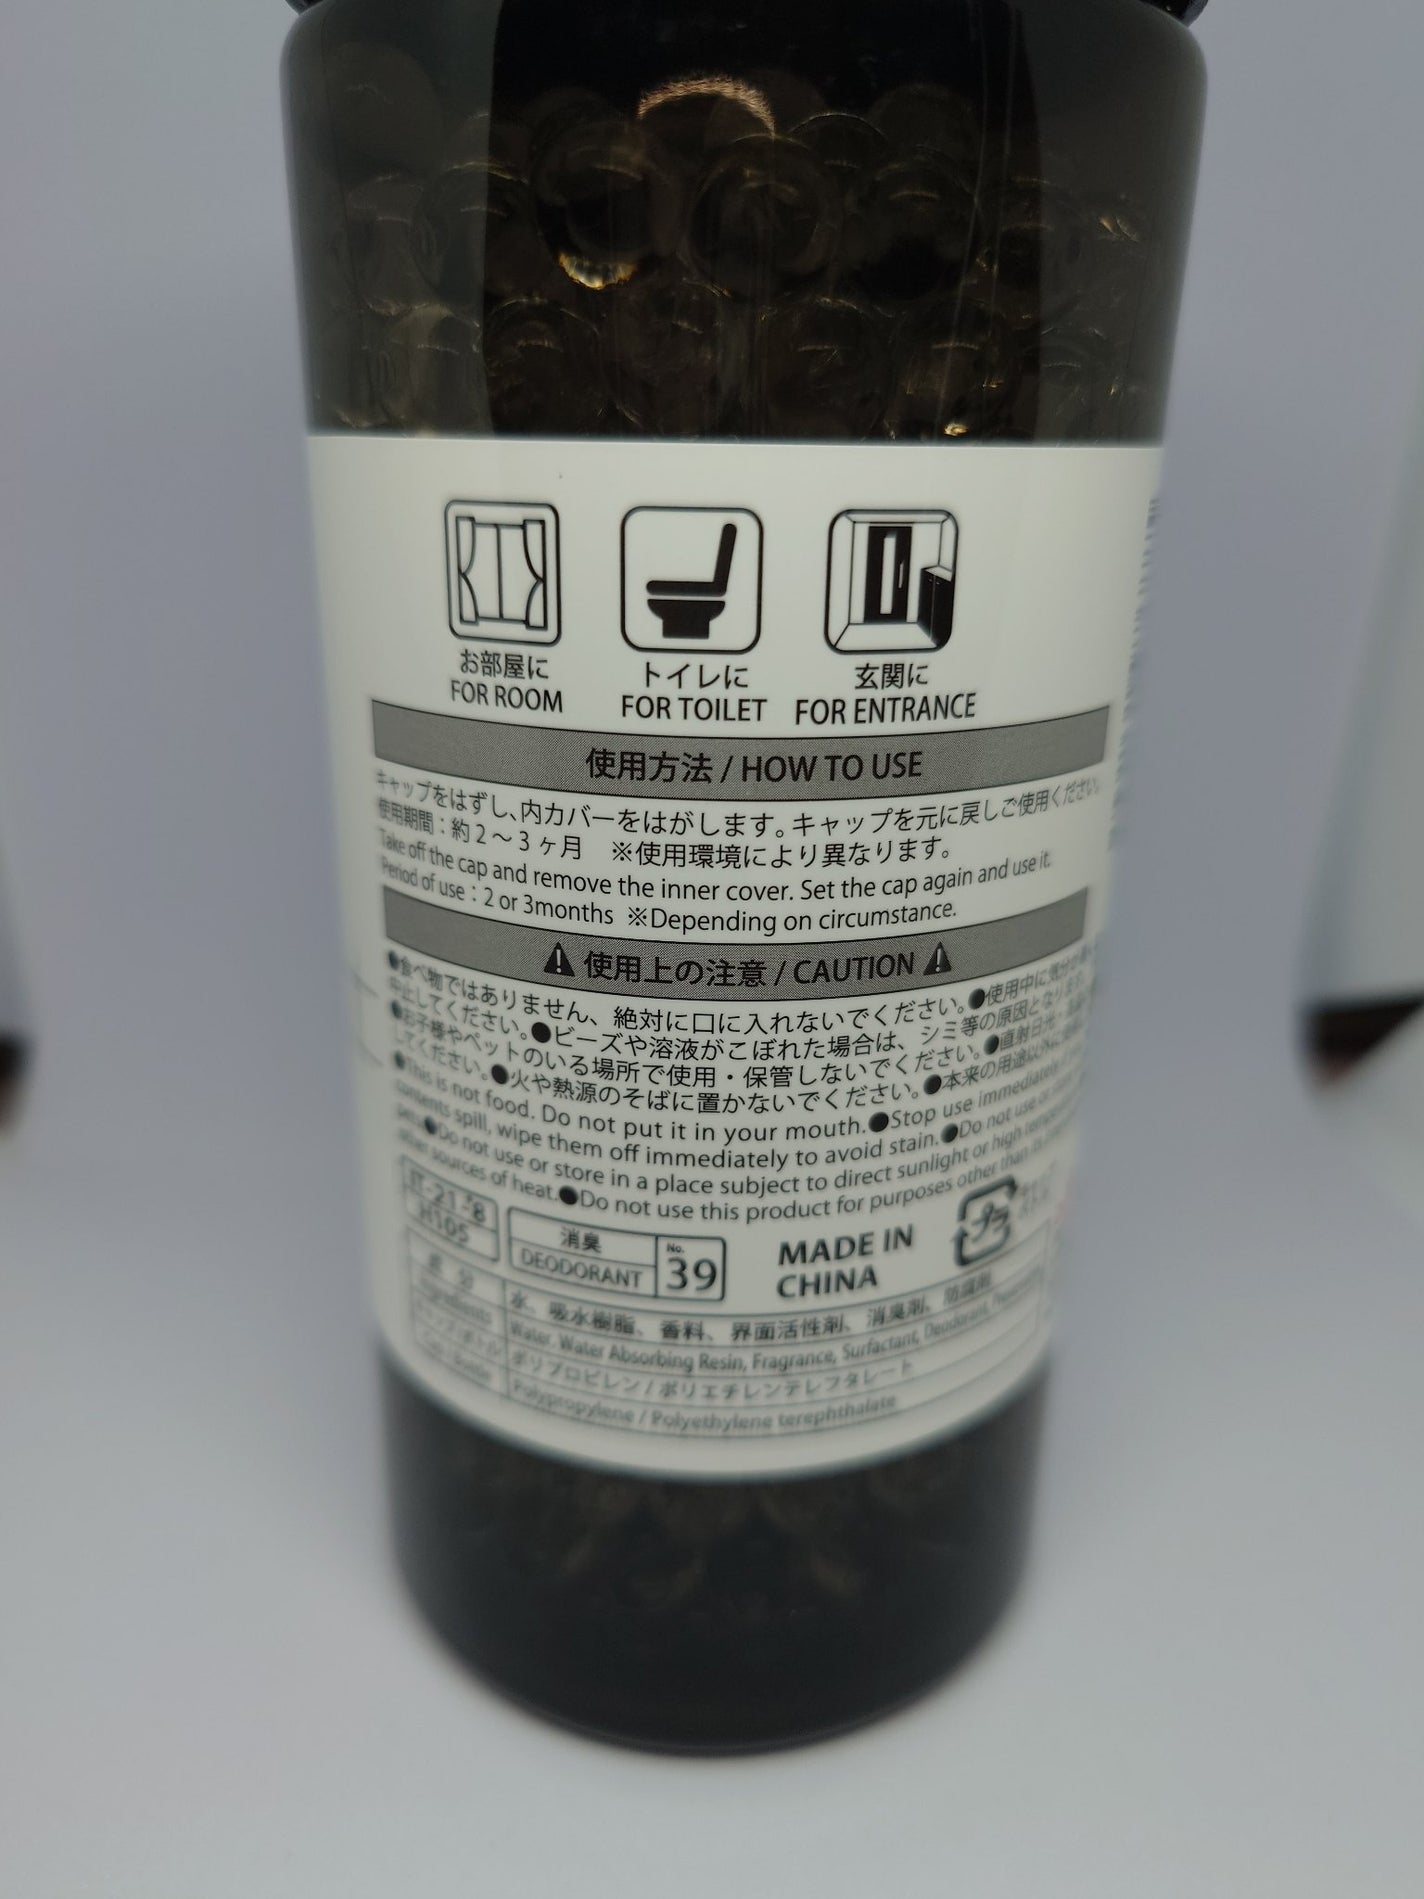 お部屋に
FOR ROOM
トイレに
FOR TOILET
玄関に
FOR ENTRANCE
使用方法 / HOW TO USE
キャップをはずし、内カバーをはがします。キャップを元に戻しご使用ください。
使用期間：約2～3ヶ月　※使用環境により異なります。
Take off the cap and remove the inner cover. Set the cap again and use it.
Period of use：2 or 3months ※Depending on circumstance.
使用上の注意 / CAUTION
●食べ物ではありません、絶対に口に入れないでください。●使用中に気分が
中止してください。●ビーズや溶液がこぼれた場合は、シミ等の原因となります
●お子様やペットのいる場所で使用・保管しないでください。●直射日光・
してください。●火や熱源のそばに置かないでください。●本来の用途以外に
●This is not food. Do not put it in your mouth.●Stop use immediately
contents spill, wipe them off immediately to avoid stain.●Do not use or
pets.●Do not use or store in a place subject to direct sunlight or high
other sources of heat.●Do not use this product for purposes other than
H105
消臭
DEODORANT
No.
39
MADE IN
CHINA
プラ
成分
Ingredients
水、吸水樹脂、香料、界面活性剤、消臭剤、防腐剤
Water, Water Absorbing Resin, Fragrance, Surfactant, Deodorant,
ポリプロピレン / ポリエチレンテレフタレート
Polypropylene / Polyethylene terephthalate